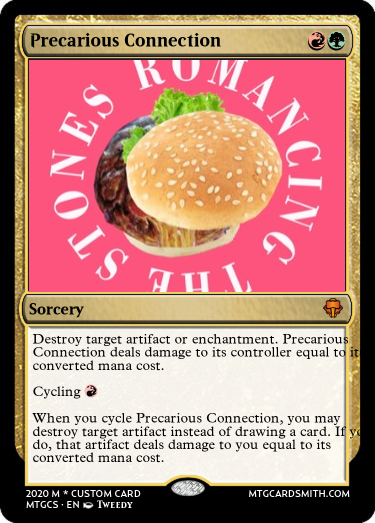 Precarious Connection
ROMANCING
THE STONES
Sorcery
Destroy target artifact or enchantment. Precarious
Connection deals damage to its controller equal to it
converted mana cost.
Cycling
When you cycle Precarious Connection, you may
destroy target artifact instead of drawing a card. If yo
do, that artifact deals damage to you equal to its
converted mana cost.
2020 M * CUSTOM CARD
MTGCS • EN Tweedy
MTGCARDSMITH.COM